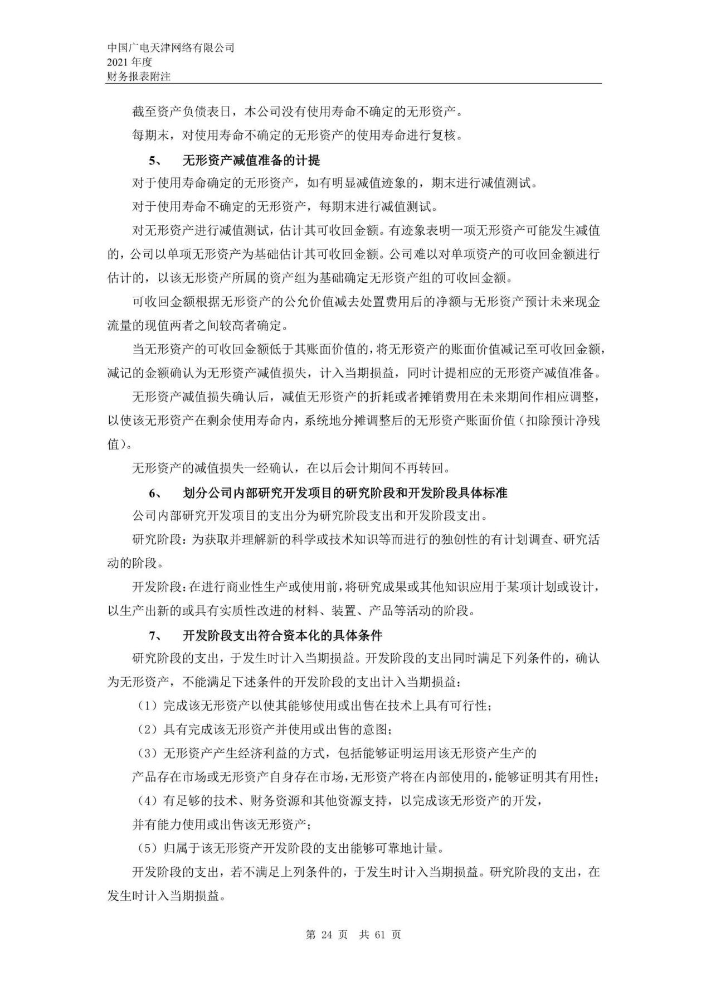 中国广电天津网络有限公司
2021 年度
财务报表附注
截至资产负债表日，本公司没有使用寿命不确定的无形资产。
每期末，对使用寿命不确定的无形资产的使用寿命进行复核。
5、 无形资产减值准备的计提
对于使用寿命确定的无形资产，如有明显减值迹象的，期末进行减值测试。
对于使用寿命不确定的无形资产，每期末进行减值测试。
对无形资产进行减值测试，估计其可收回金额。有迹象表明一项无形资产可能发生减值
的，公司以单项无形资产为基础估计其可收回金额。公司难以对单项资产的可收回金额进行
估计的，以该无形资产所属的资产组为基础确定无形资产组的可收回金额。
可收回金额根据无形资产的公允价值减去处置费用后的净额与无形资产预计未来现金
流量的现值两者之间较高者确定。
当无形资产的可收回金额低于其账面价值的，将无形资产的账面价值减记至可收回金额，
减记的金额确认为无形资产减值损失，计入当期损益，同时计提相应的无形资产减值准备。
无形资产减值损失确认后，减值无形资产的折耗或者摊销费用在未来期间作相应调整，
以使该无形资产在剩余使用寿命内，系统地分摊调整后的无形资产账面价值（扣除预计净残
值）。
无形资产的减值损失一经确认，在以后会计期间不再转回。
6、 划分公司内部研究开发项目的研究阶段和开发阶段具体标准
公司内部研究开发项目的支出分为研究阶段支出和开发阶段支出。
研究阶段：为获取并理解新的科学或技术知识等而进行的独创性的有计划调查、研究活
动的阶段。
开发阶段：在进行商业性生产或使用前，将研究成果或其他知识应用于某项计划或设计，
以生产出新的或具有实质性改进的材料、装置、产品等活动的阶段。
7、 开发阶段支出符合资本化的具体条件
研究阶段的支出，于发生时计入当期损益。开发阶段的支出同时满足下列条件的，确认
为无形资产，不能满足下述条件的开发阶段的支出计入当期损益：
（1）完成该无形资产以使其能够使用或出售在技术上具有可行性；
（2）具有完成该无形资产并使用或出售的意图；
（3）无形资产产生经济利益的方式，包括能够证明运用该无形资产生产的
产品存在市场或无形资产自身存在市场，无形资产将在内部使用的，能够证明其有用性；
（4）有足够的技术、财务资源和其他资源支持，以完成该无形资产的开发，
并有能力使用或出售该无形资产；
（5）归属于该无形资产开发阶段的支出能够可靠地计量。
开发阶段的支出，若不满足上列条件的，于发生时计入当期损益。研究阶段的支出，在
发生时计入当期损益。
第 24 页 共 61 页